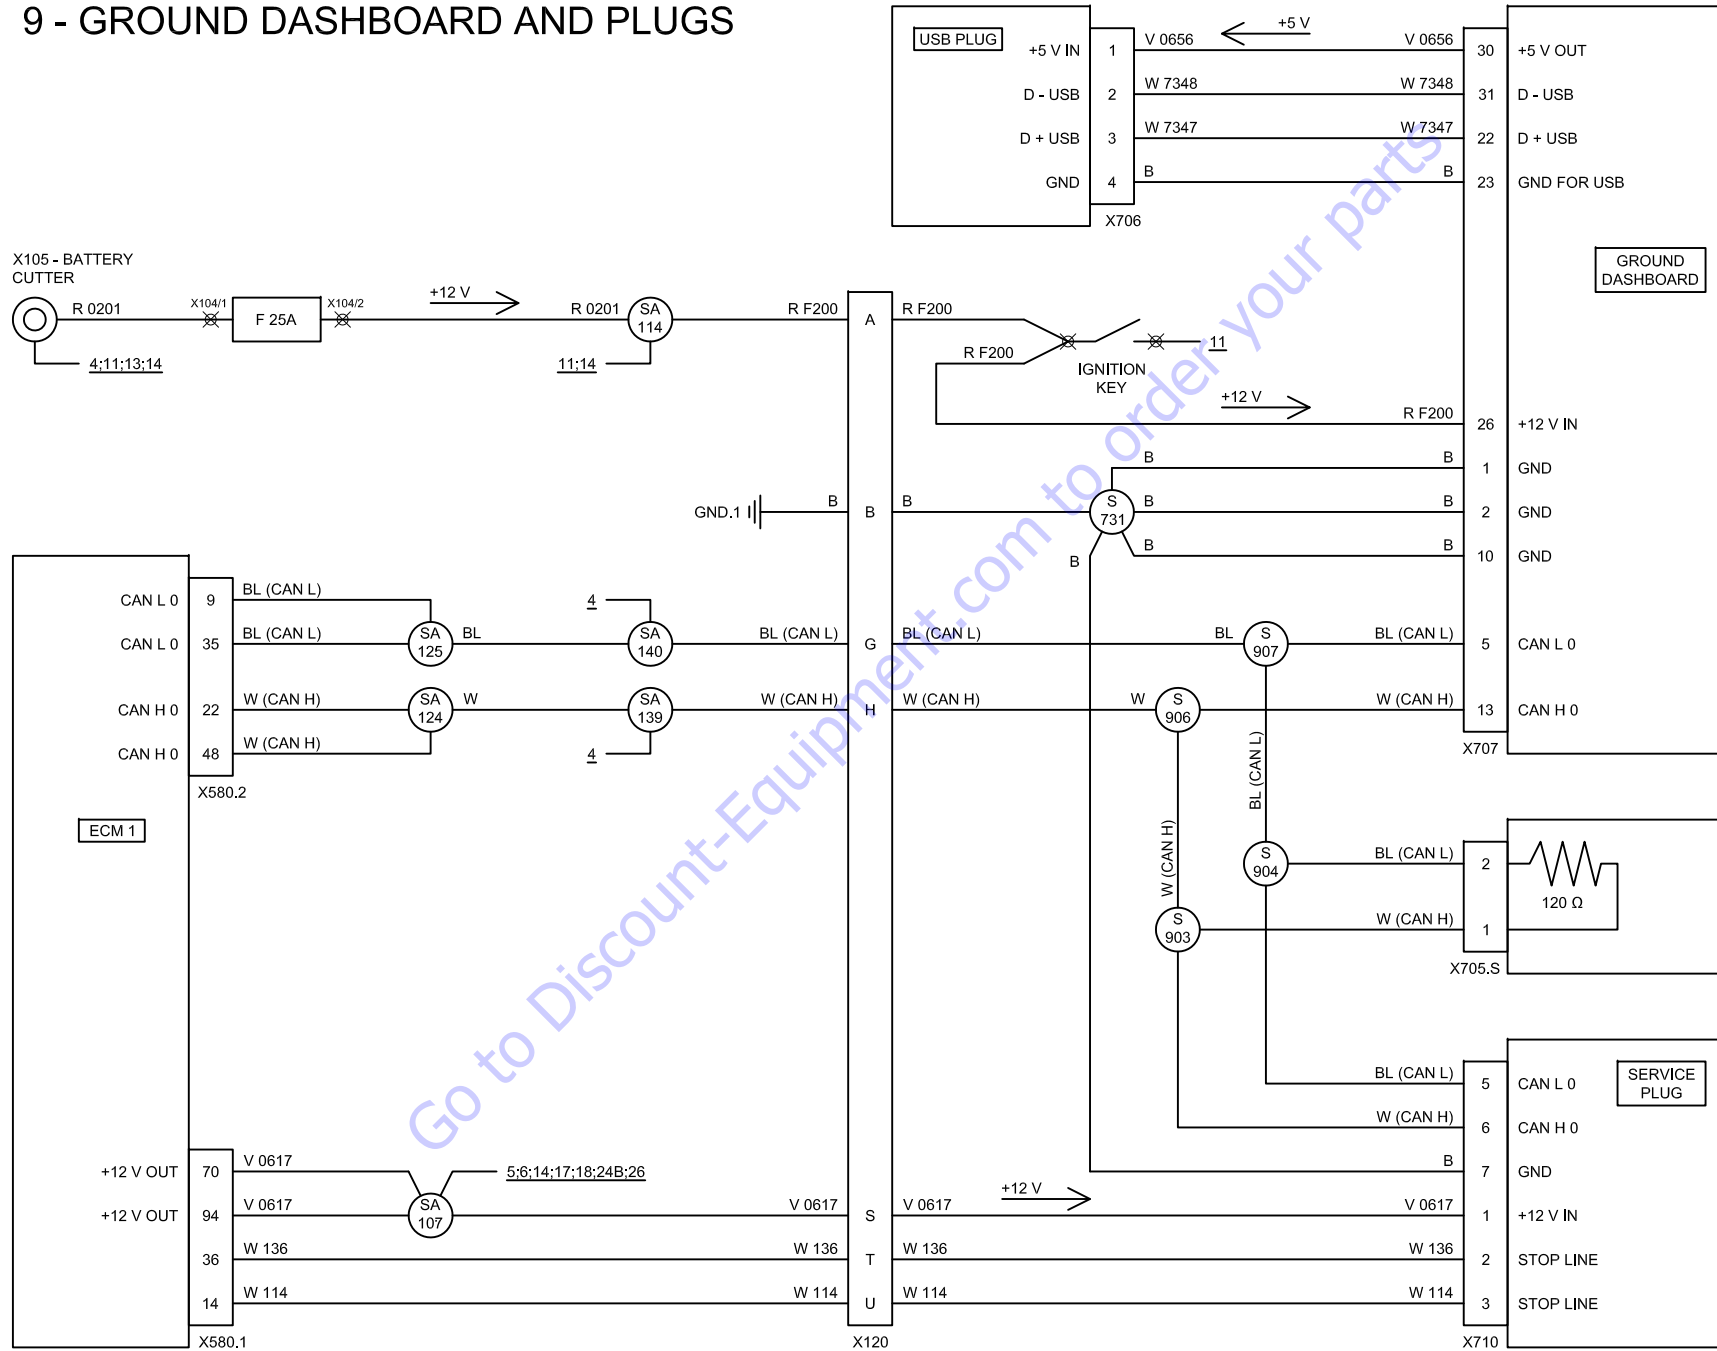 9 - GROUND DASHBOARD AND PLUGS
USB PLUG
+5 V IN 1 V 0656 +5 V V 0656 30 +5 V OUT
D - USB 2 W 7348 W 7348 31 D - USB
D + USB 3 W 7347 W 7347 22 D + USB
GND 4 B B 23 GND FOR USB
X706
GROUND
DASHBOARD
X105 - BATTERY
CUTTER
R 0201 X104/1 F 25A X104/2 +12 V R 0201 SA 114 R F200 A R F200
4;11;13;14
11;14
R F200
IGNITION
KEY
11
+12 V
R F200 26 +12 V IN
B B 1 GND
GND.1 B B B S 731 B B 2 GND
B B 10 GND
B
CAN L 0 9 BL (CAN L) 4
CAN L 0 35 BL (CAN L) SA 125 BL SA 140 BL (CAN L) G BL (CAN L) BL S 907 BL (CAN L) 5 CAN L 0
CAN H 0 22 W (CAN H) SA 124 W SA 139 W (CAN H) H W (CAN H) W S 906 W (CAN H) 13 CAN H 0
CAN H 0 48 W (CAN H) 4
X707
X580.2
ECM 1
BL (CAN L)
W (CAN H)
S 904 BL (CAN L) 2
120 Ω
S 903 W (CAN H) 1
X705.S
SERVICE
PLUG
BL (CAN L) 5 CAN L 0
W (CAN H) 6 CAN H 0
B 7 GND
+12 V OUT 70 V 0617 5;6;14;17;18;24B;26
+12 V
+12 V OUT 94 V 0617 SA 107 V 0617 S V 0617 V 0617 1 +12 V IN
36 W 136 W 136 T W 136 W 136 2 STOP LINE
14 W 114 W 114 U W 114 W 114 3 STOP LINE
X580.1 X120 X710
Go to Discount-Equipment.com to order your parts